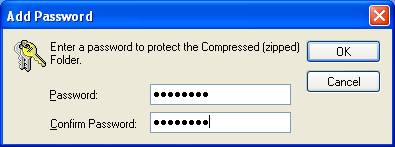 Add Password
Enter a password to protect the Compressed (zipped)
Folder.
OK
Cancel
Password: ●●●●●●●●
Confirm Password: ●●●●●●●●